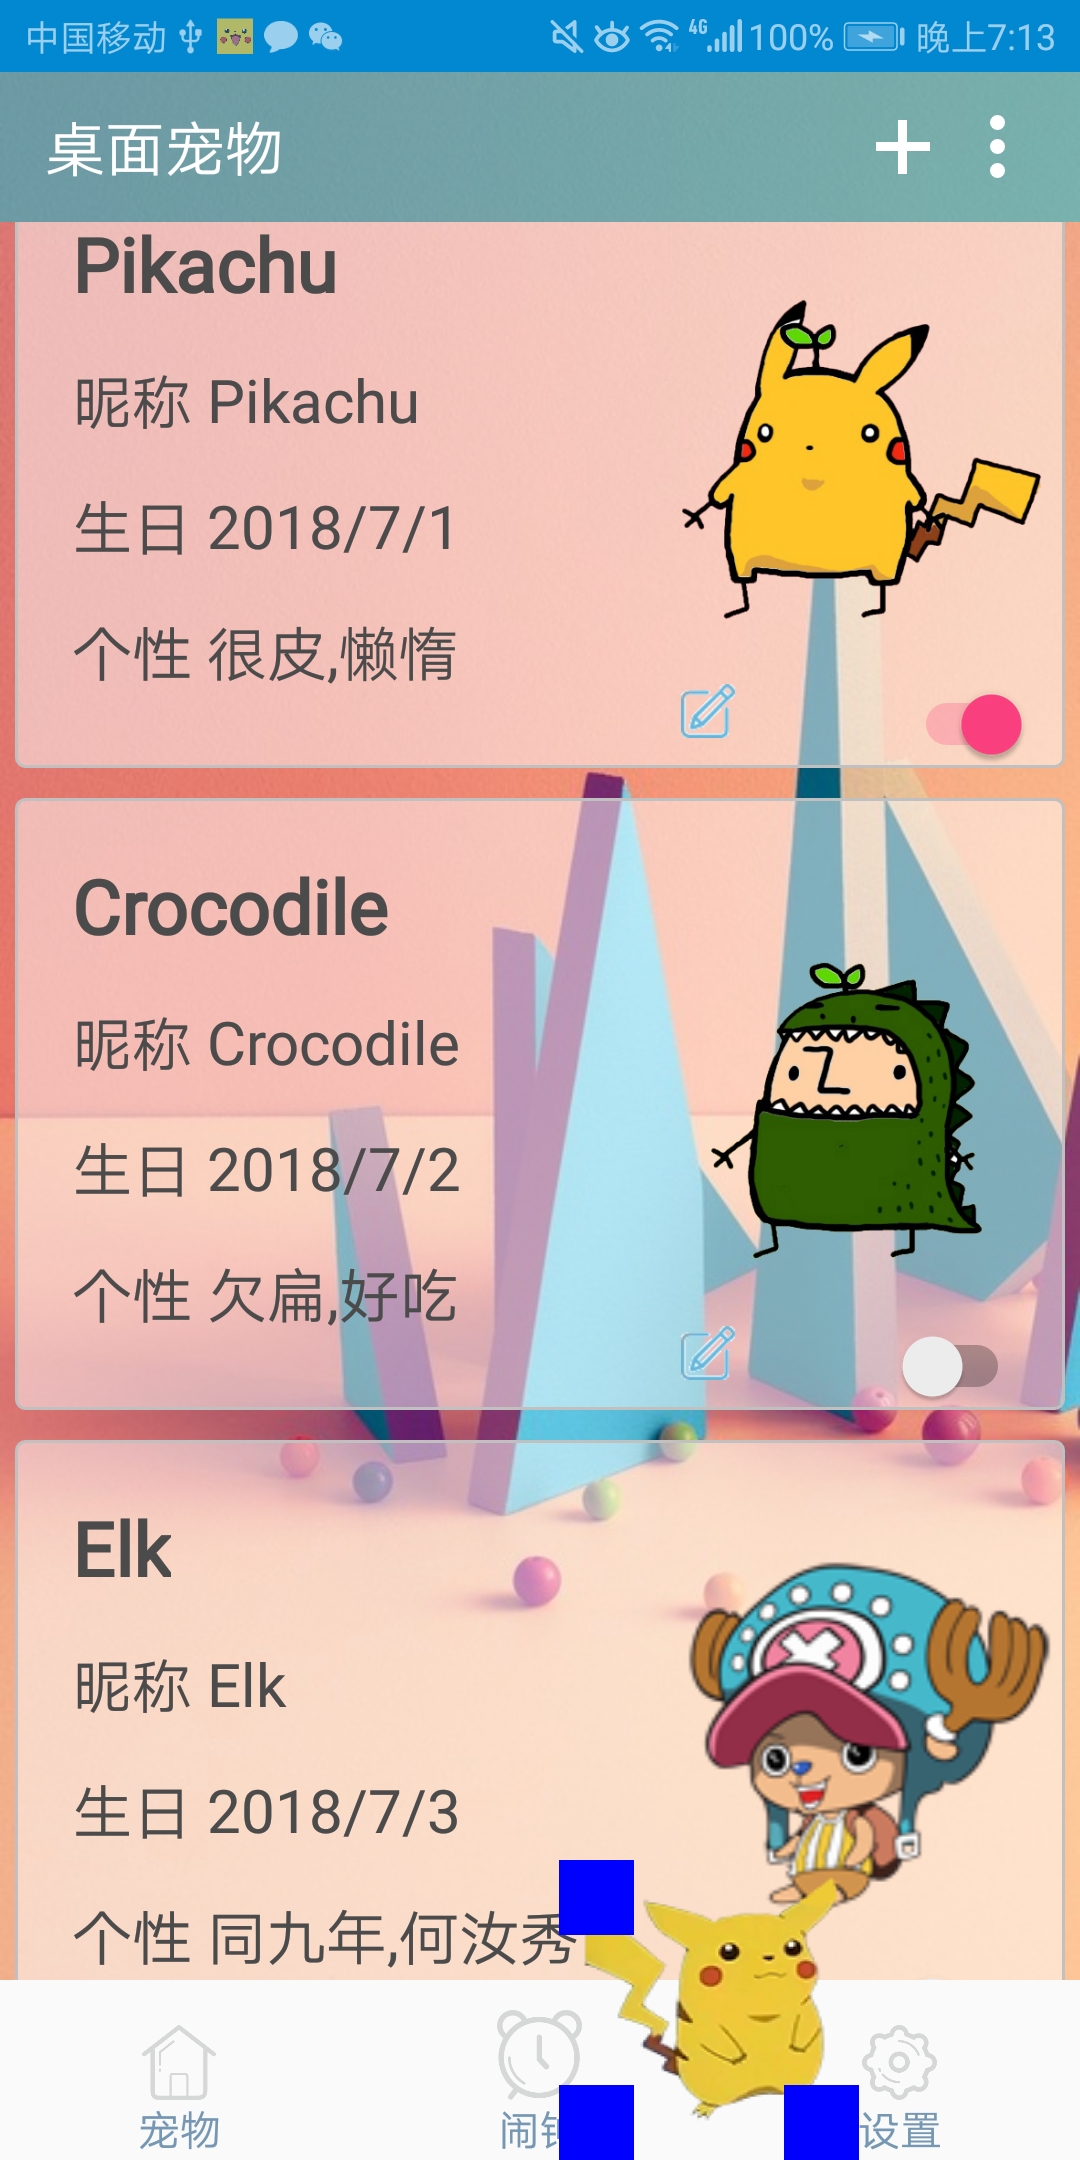 中国移动 4G 100% 晚上7:13
桌面宠物
Pikachu
昵称 Pikachu
生日 2018/7/1
个性 很皮,懒惰
Crocodile
昵称 Crocodile
生日 2018/7/2
个性 欠扁,好吃
Elk
昵称 Elk
生日 2018/7/3
个性 同九年,何汝秀
宠物 闹 设置